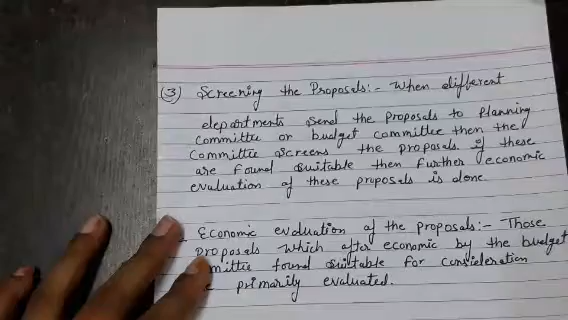 (3) Screening the Proposals:- When different
departments send the proposals to planning
committee or budget committee then the
committee screens the proposals. If these
are found suitable then further economic
evaluation of these proposals is done
Economic evaluation of the proposals:- Those
proposals which after economic by the budget
mmittee found suitable for consideration
primarily evaluated.